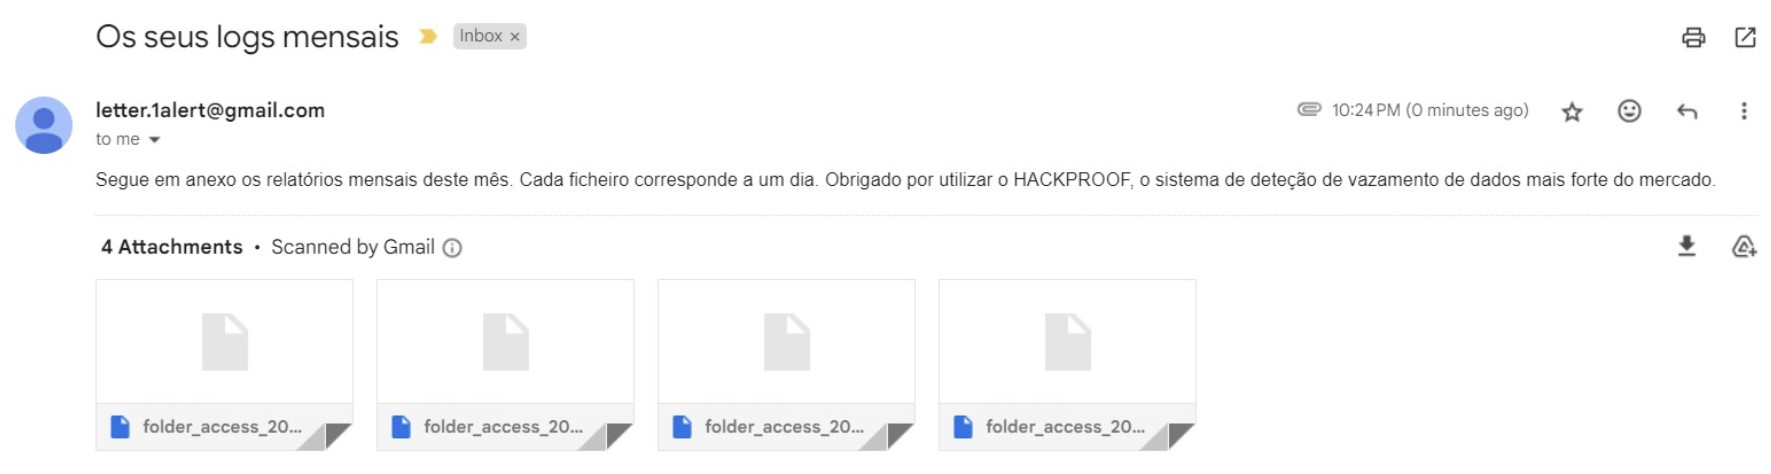 Os seus logs mensais Inbox ×
letter.1alert@gmail.com 10:24 PM (0 minutes ago)
to me
Segue em anexo os relatórios mensais deste mês. Cada ficheiro corresponde a um dia. Obrigado por utilizar o HACKPROOF, o sistema de deteção de vazamento de dados mais forte do mercado.
4 Attachments • Scanned by Gmail
folder_access_20... folder_access_20... folder_access_20... folder_access_20...